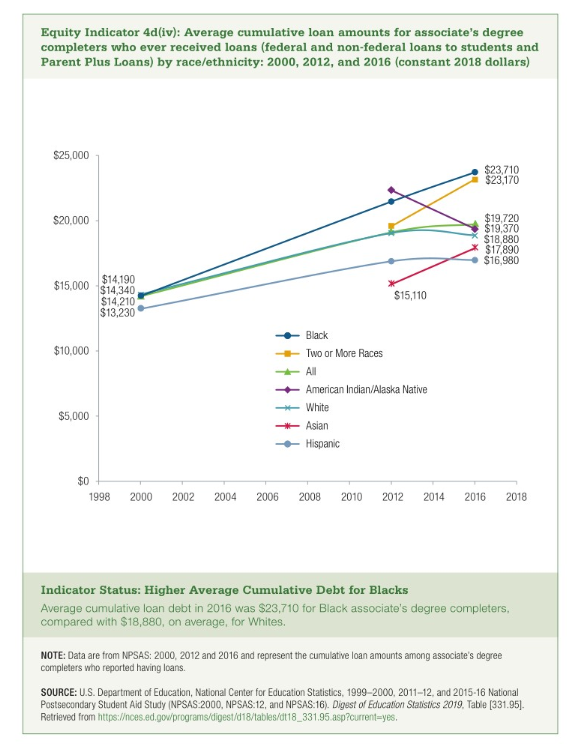 Equity Indicator 4d(iv): Average cumulative loan amounts for associate's degree
completers who ever received loans (federal and non-federal loans to students and
Parent Plus Loans) by race/ethnicity: 2000, 2012, and 2016 (constant 2018 dollars)
$25,000
$23,710
$23,170
$20,000
$19,720
$19,370
$18,880
$17,890
$16,980
$15,000
$14,190
$14,340
$14,210
$13,230
$15,110
$10,000
$5,000
$0
Black
Two or More Races
All
American Indian/Alaska Native
White
Asian
Hispanic
1998 2000 2002 2004 2006 2008 2010 2012 2014 2016 2018
Indicator Status: Higher Average Cumulative Debt for Blacks
Average cumulative loan debt in 2016 was $23,710 for Black associate's degree completers,
compared with $18,880, on average, for Whites.
NOTE: Data are from NPSAS: 2000, 2012 and 2016 and represent the cumulative loan amounts among associate's degree
completers who reported having loans.
SOURCE: U.S. Department of Education, National Center for Education Statistics, 1999–2000, 2011–12, and 2015-16 National
Postsecondary Student Aid Study (NPSAS:2000, NPSAS:12, and NPSAS:16). Digest of Education Statistics 2019, Table [331.95].
Retrieved from https://nces.ed.gov/programs/digest/d18/tables/dt18_331.95.asp?current=yes.